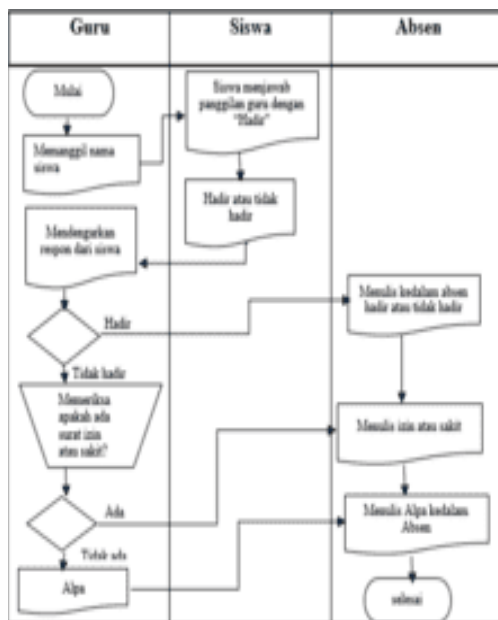 Guru
Siswa
Absen
Mulai
Memanggil nama
siswa
Siswa menjawab
panggilan guru dengan
"Hadir"
Hadir atau tidak
hadir
Mendengarkan
respon dari siswa
Hadir
Menulis kedalam absen
hadir atau tidak hadir
Tidak hadir
Memeriksa
apakah ada
surat izin
atau sakit?
Menulis izin atau sakit
Ada
Menulis Alpa kedalam
Absen
Tidak ada
Alpa
selesai